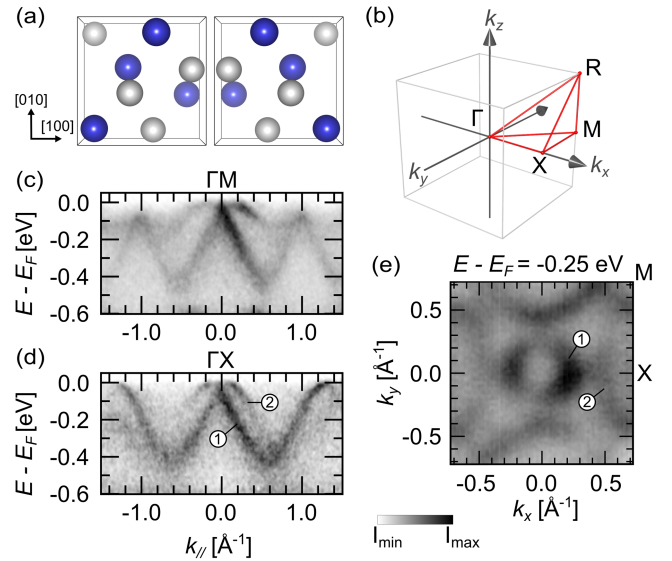 (a)
[010]
[100]
(b)
k_z
R
Γ
M
X
k_y
k_x
(c)
ΓM
0.0
-0.2
-0.4
-0.6
E - E_F [eV]
-1.0
0.0
1.0
(d)
ΓX
0.0
-0.2
-0.4
-0.6
E - E_F [eV]
1
2
-1.0
0.0
1.0
k_// [Å⁻¹]
(e)
E - E_F = -0.25 eV
M
X
0.5
0.0
-0.5
k_y [Å⁻¹]
1
2
-0.5
0.0
0.5
k_x [Å⁻¹]
I_min
I_max